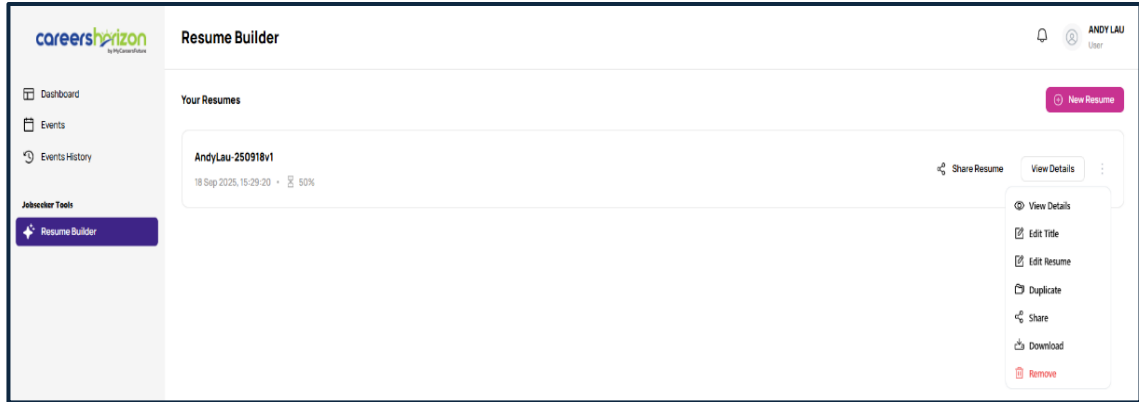 careershorizon
by MyCareersFuture
Resume Builder
ANDY LAU
User
Dashboard
Events
Events History
Jobseeker Tools
Resume Builder
Your Resumes
New Resume
AndyLau-250918v1
18 Sep 2025, 15:29:20 • 50%
Share Resume
View Details
View Details
Edit Title
Edit Resume
Duplicate
Share
Download
Remove